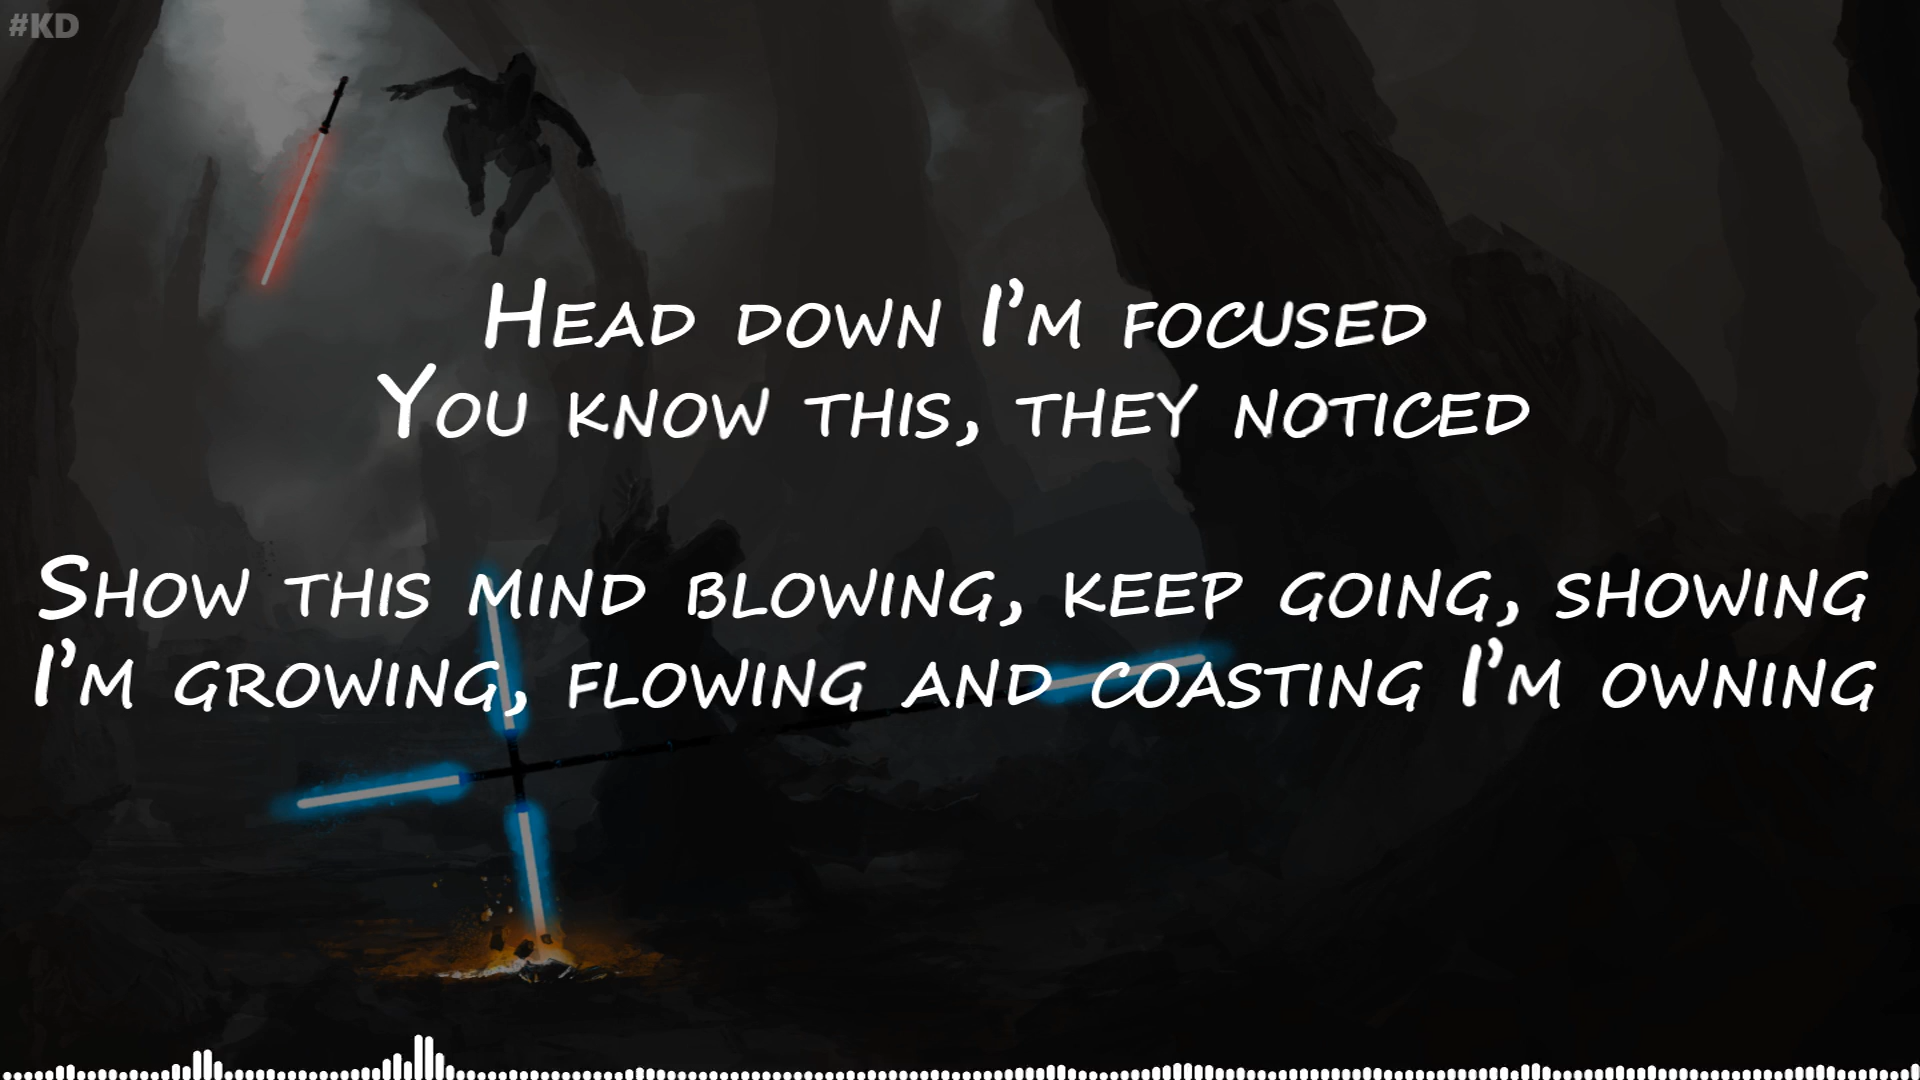 #KD
Head down I'm focused
You know this, they noticed
Show this mind blowing, keep going, showing
I'm growing, flowing and coasting I'm owning